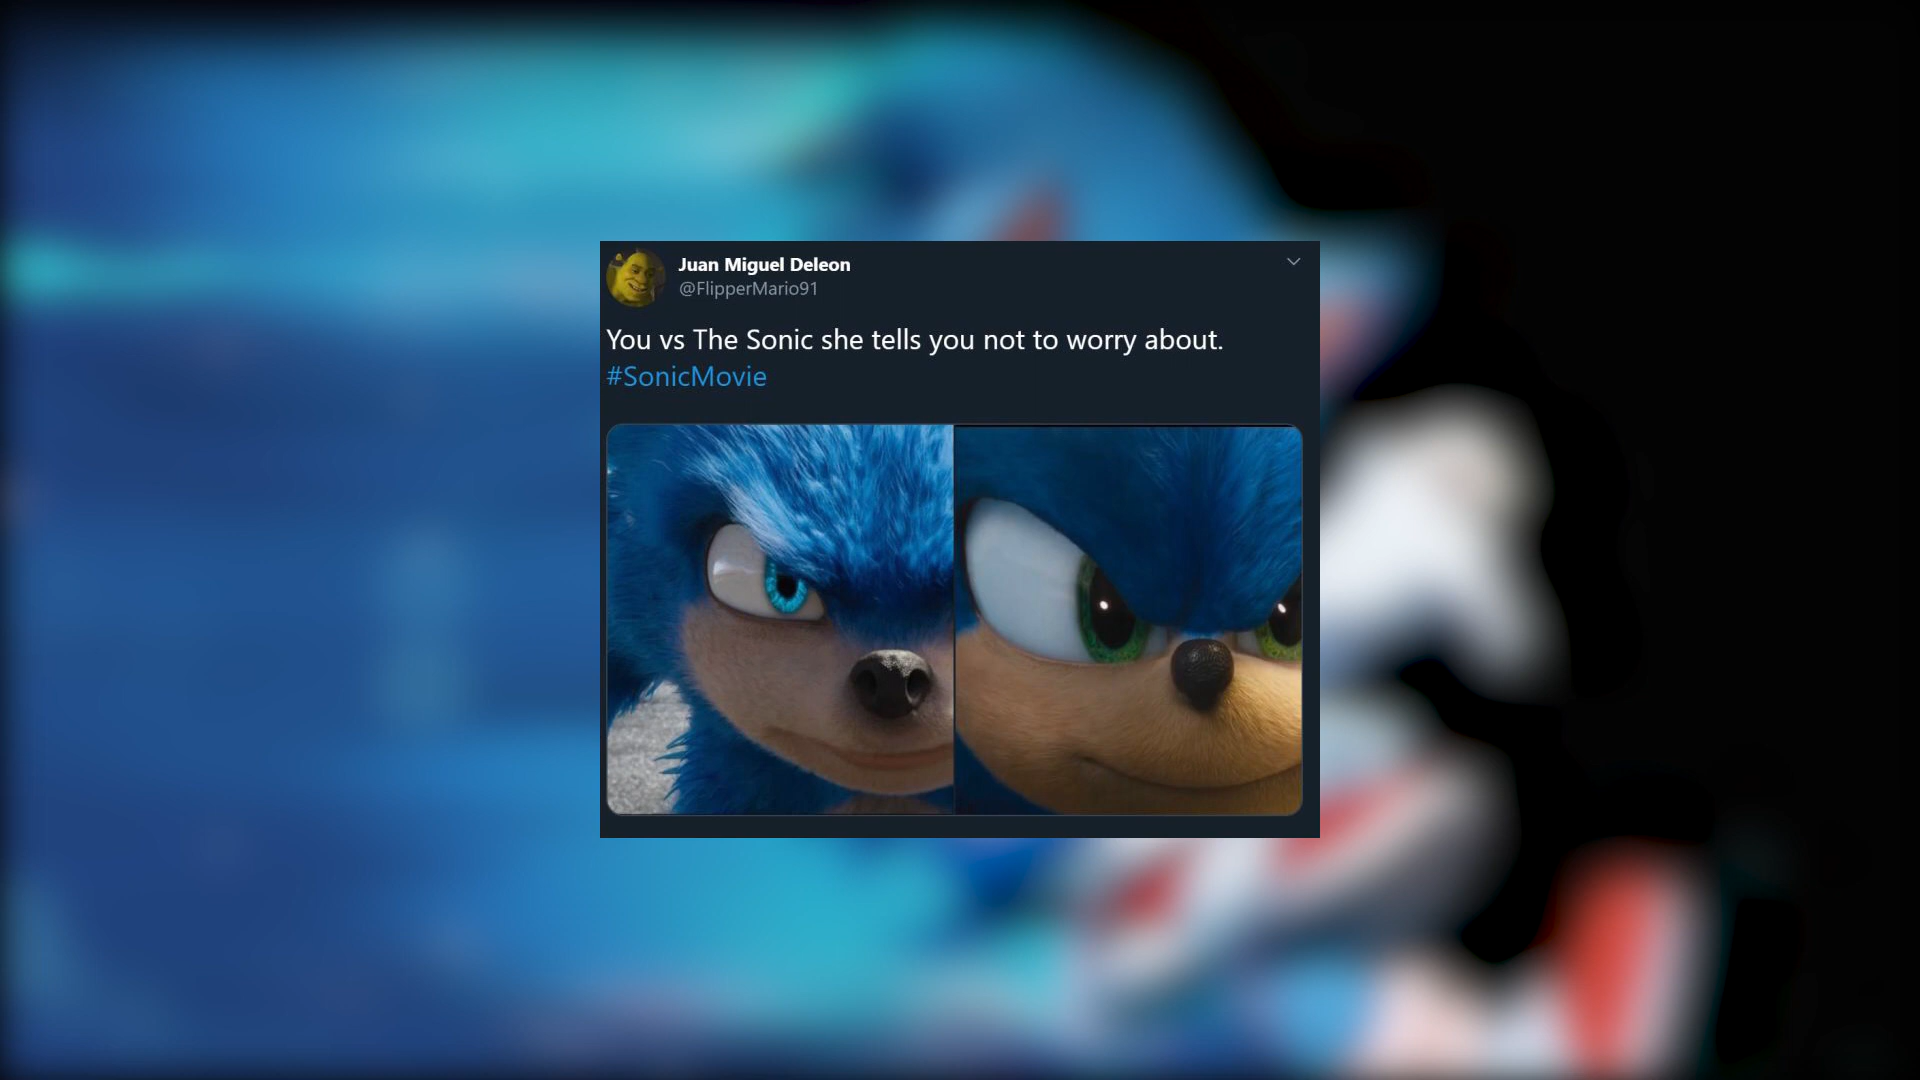 Juan Miguel Deleon
@FlipperMario91
You vs The Sonic she tells you not to worry about.
#SonicMovie